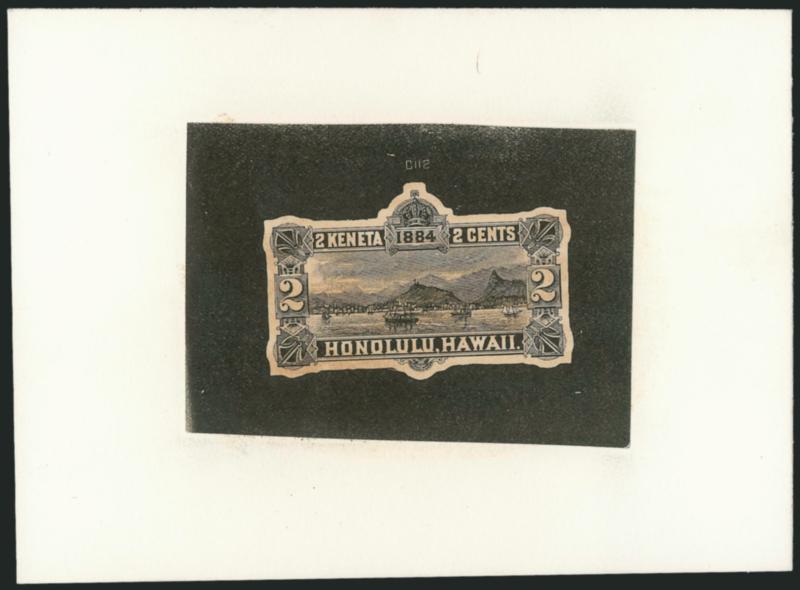 C112
2 KENETA 1884 2 CENTS
2 2
HONOLULU, HAWAII.